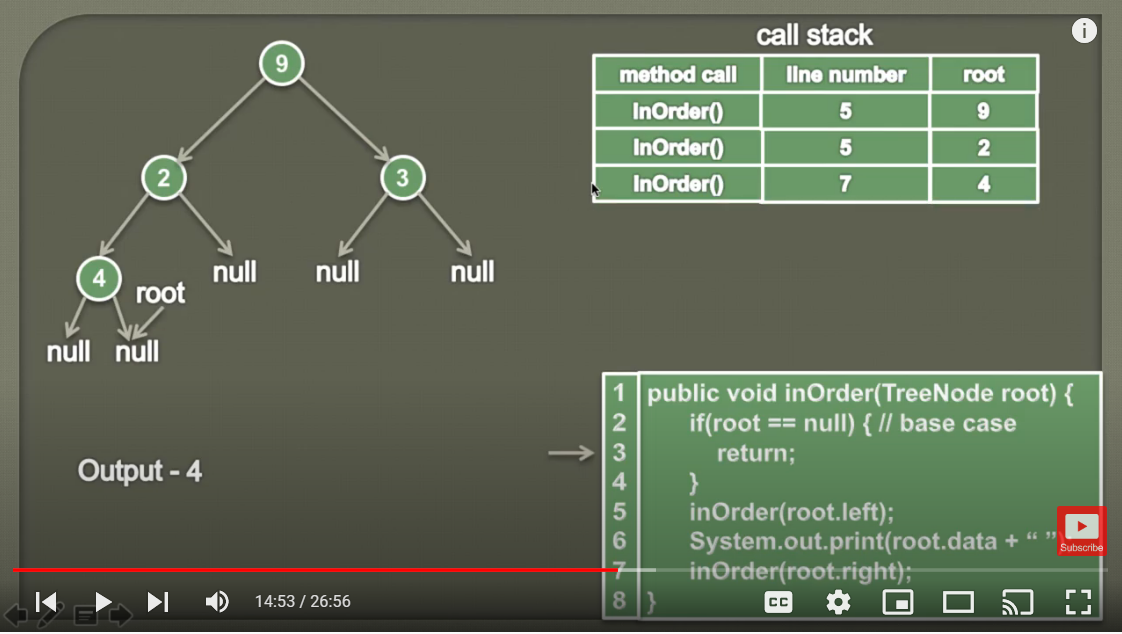 call stack
method call line number root
InOrder() 5 9
InOrder() 5 2
InOrder() 7 4
9
2
3
4
root
null
null
null
null
null
Output - 4
1 public void inOrder(TreeNode root) {
2 if(root == null) { // base case
3 return;
4 }
5 inOrder(root.left);
6 System.out.print(root.data + “ ”
7 inOrder(root.right);
8 }
Subscribe
14:53 / 26:56
CC
i